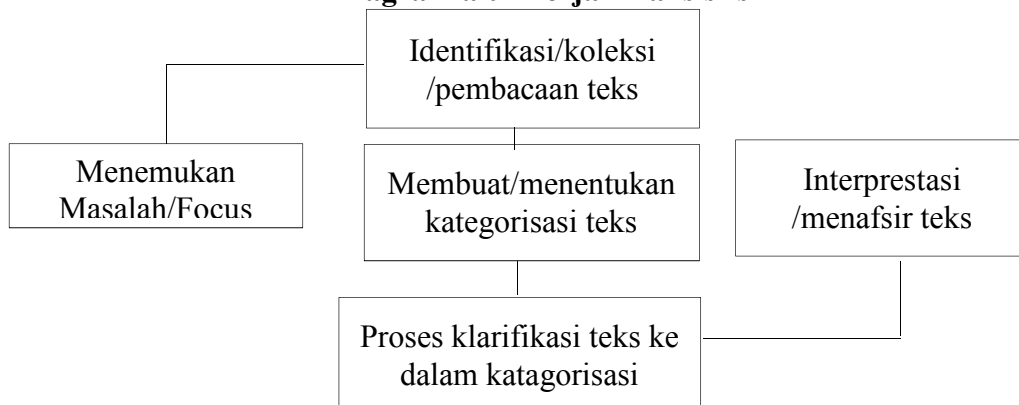 Identifikasi/koleksi
/pembacaan teks
Menemukan
Masalah/Focus
Membuat/menentukan
kategorisasi teks
Interprestasi
/menafsir teks
Proses klarifikasi teks ke
dalam katagorisasi